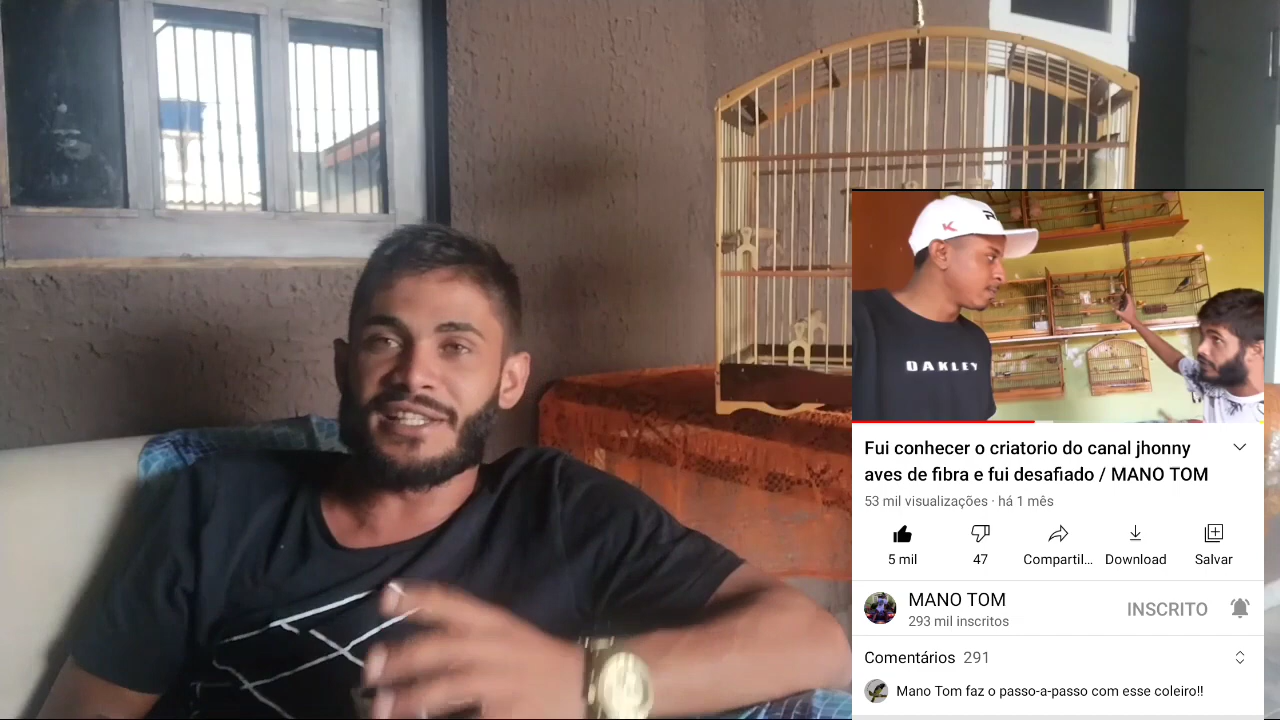 OAKLEY
Fui conhecer o criatorio do canal jhonny
aves de fibra e fui desafiado / MANO TOM
53 mil visualizações · há 1 mês
5 mil
47
Compartil...
Download
Salvar
MANO TOM
INSCRITO
293 mil inscritos
Comentários 291
Mano Tom faz o passo-a-passo com esse coleiro!!